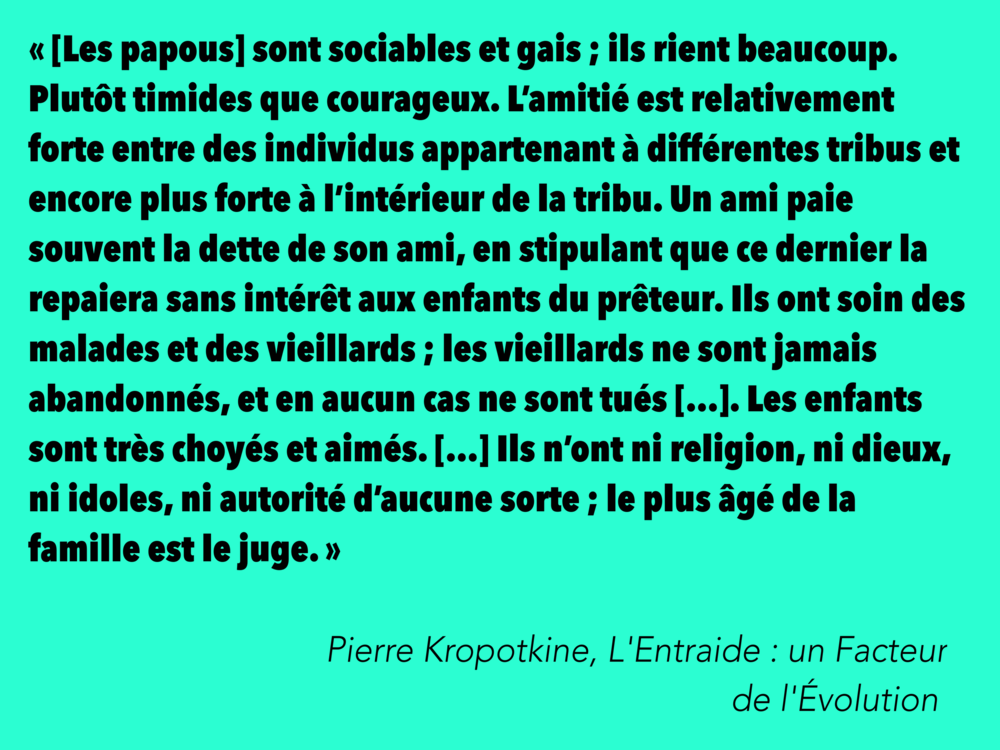 « [Les papous] sont sociables et gais ; ils rient beaucoup.
Plutôt timides que courageux. L’amitié est relativement
forte entre des individus appartenant à différentes tribus et
encore plus forte à l’intérieur de la tribu. Un ami paie
souvent la dette de son ami, en stipulant que ce dernier la
repaiera sans intérêt aux enfants du prêteur. Ils ont soin des
malades et des vieillards ; les vieillards ne sont jamais
abandonnés, et en aucun cas ne sont tués [...]. Les enfants
sont très choyés et aimés. [...] Ils n’ont ni religion, ni dieux,
ni idoles, ni autorité d’aucune sorte ; le plus âgé de la
famille est le juge. »
Pierre Kropotkine, L'Entraide : un Facteur
de l'Évolution